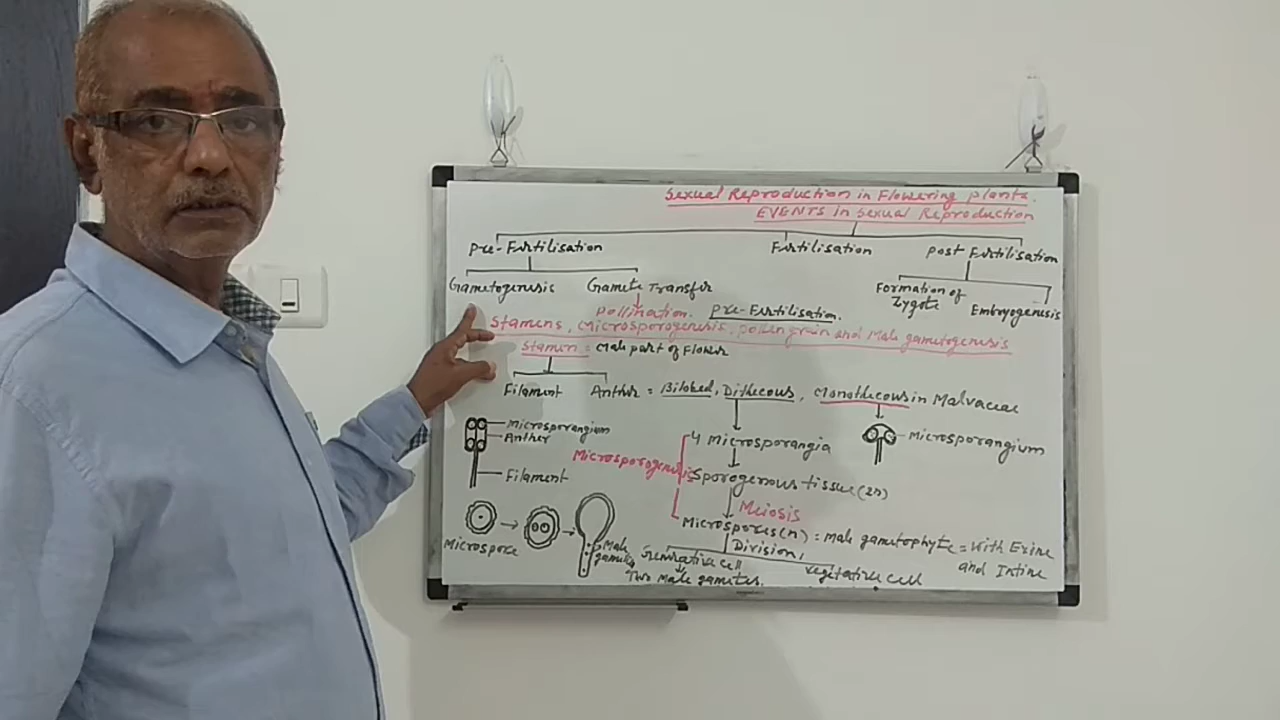 Sexual Reproduction in Flowering plants.
EVENTS in Sexual Reproduction
Pre-Fertilisation Fertilisation Post Fertilisation
Gametogenesis Gamete Transfer Formation of Zygote Embryogenesis
Pollination. Pre-Fertilisation.
Stamens, Microsporogenesis, pollen grain and Male gametogenesis
Stamen = Male part of Flower
Filament Anther = Bilobed, Dithecous, Monothecous in Malvaceae
Microsporangium
Anther
Filament
4 Microsporangia
Microsporangium
Microsporogenesis
Sporogenous tissue (2n)
Meiosis
Microspores (n) = Male gametophyte = With Exine and Intine
Division,
Microspore
Male gametes
Generative cell Vegetative cell
Two Male gametes.